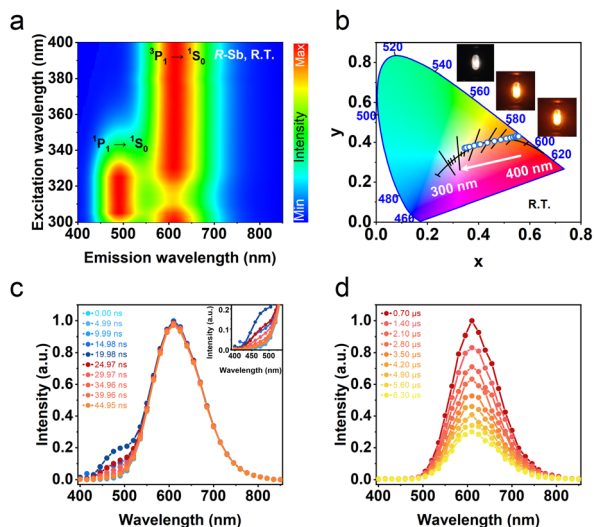 a
³P₁ → ¹S₀
R-Sb, R.T.
¹P₁ → ¹S₀
Excitation wavelength (nm)
400
380
360
340
320
300
400 500 600 700 800
Emission wavelength (nm)
Max
Intensity
Min
b
y
0.8
0.6
0.4
0.2
0.0
0.0 0.2 0.4 0.6 0.8
x
520
540
560
580
600
620
500
480
460
300 nm
400 nm
R.T.
c
Intensity (a.u.)
1.0
0.8
0.6
0.4
0.2
0.0
400 500 600 700 800
Wavelength (nm)
0.00 ns
4.99 ns
9.99 ns
14.98 ns
19.98 ns
24.97 ns
29.97 ns
34.96 ns
39.96 ns
44.95 ns
Intensity (a.u.)
0.2
0.1
0.0
400 450 500
Wavelength (nm)
d
Intensity (a.u.)
1.0
0.8
0.6
0.4
0.2
0.0
400 500 600 700 800
Wavelength (nm)
0.70 μs
1.40 μs
2.10 μs
2.80 μs
3.50 μs
4.20 μs
4.90 μs
5.60 μs
6.30 μs